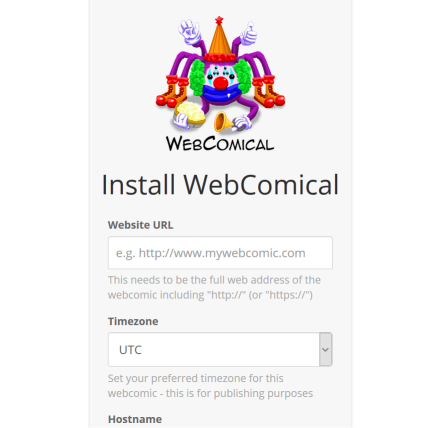 WebComical
Install WebComical
Website URL
e.g. http://www.mywebcomic.com
This needs to be the full web address of the
webcomic including "http://" (or "https://")
Timezone
UTC
Set your preferred timezone for this
webcomic - this is for publishing purposes
Hostname